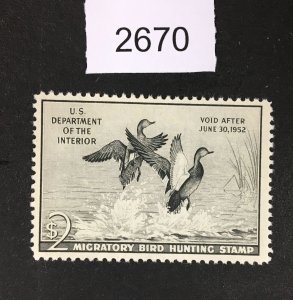 2670
U.S.
DEPARTMENT
OF THE
INTERIOR
VOID AFTER
JUNE 30, 1952
$2
MIGRATORY BIRD HUNTING STAMP